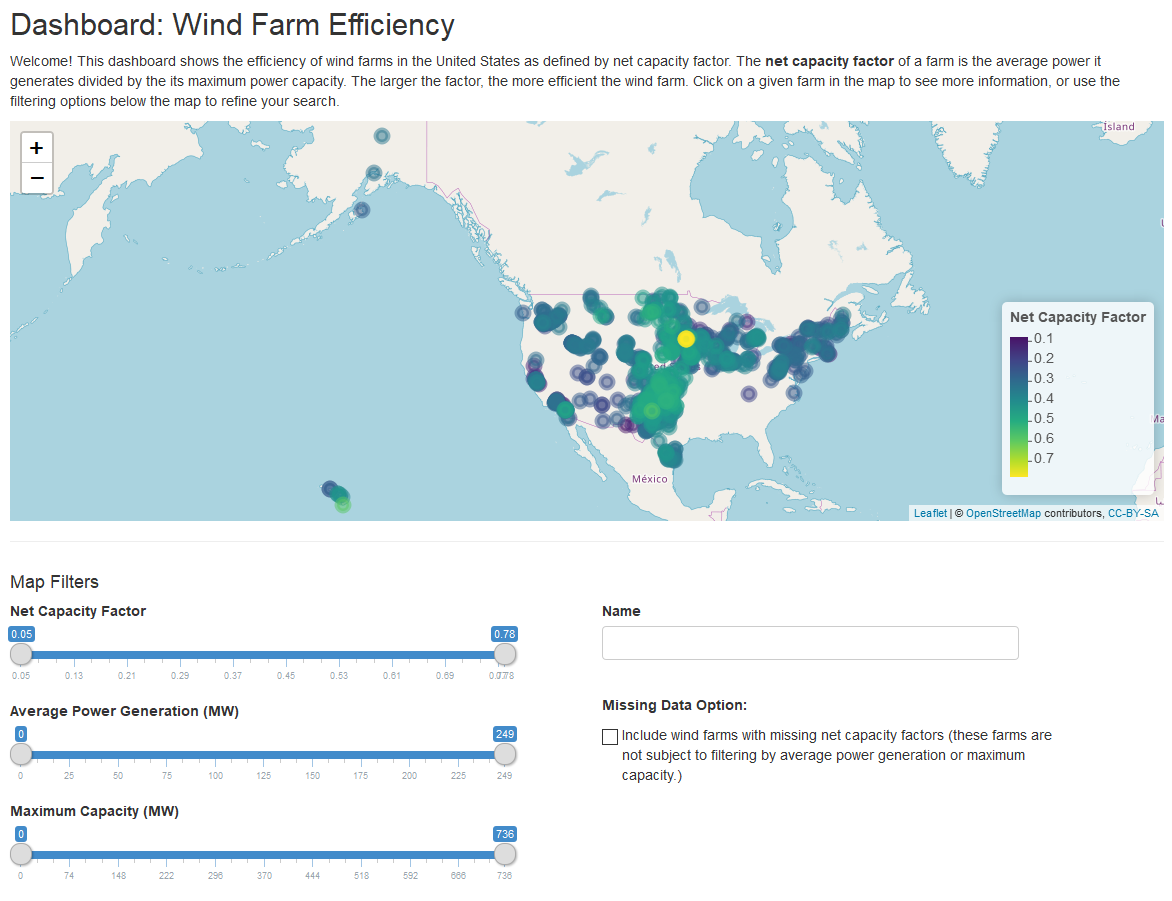 Dashboard: Wind Farm Efficiency
Welcome! This dashboard shows the efficiency of wind farms in the United States as defined by net capacity factor. The net capacity factor of a farm is the average power it
generates divided by the its maximum power capacity. The larger the factor, the more efficient the wind farm. Click on a given farm in the map to see more information, or use the
filtering options below the map to refine your search.
+
−
Ísland
Net Capacity Factor
0.1
0.2
0.3
0.4
0.5
0.6
0.7
México
Leaflet | © OpenStreetMap contributors, CC-BY-SA
Map Filters
Net Capacity Factor
0.05 0.78
0.05 0.13 0.21 0.29 0.37 0.45 0.53 0.61 0.69 0.78
Average Power Generation (MW)
0 249
0 25 50 75 100 125 150 175 200 225 249
Maximum Capacity (MW)
0 736
0 74 148 222 296 370 444 518 592 666 736
Name
Missing Data Option:
Include wind farms with missing net capacity factors (these farms are
not subject to filtering by average power generation or maximum
capacity.)